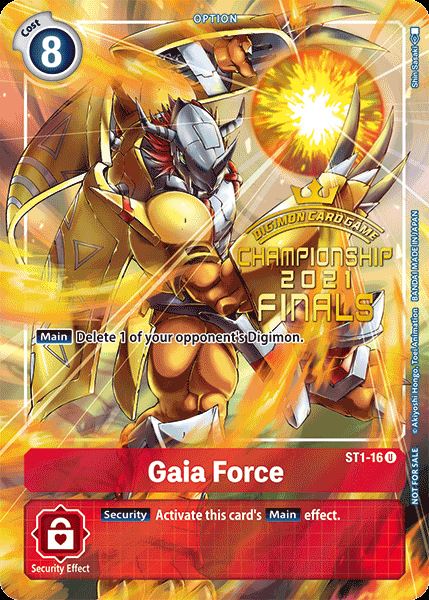 OPTION
Cost
8
Shin Sasaki
DIGIMON CARD GAME
CHAMPIONSHIP
2021
FINALS
Main Delete 1 of your opponent's Digimon.
© Akiyoshi Hongo, Toei Animation BANDAI MADE IN JAPAN
NOT FOR SALE
ST1-16 U
Gaia Force
Security Activate this card's Main effect.
Security Effect